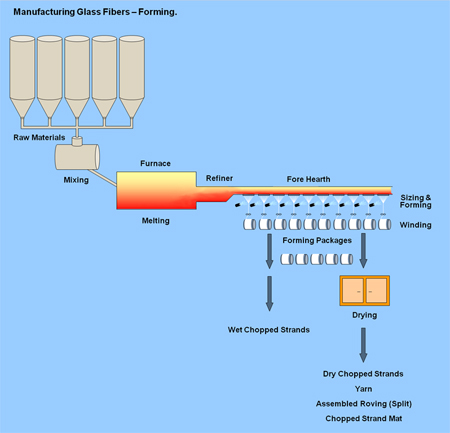 Manufacturing Glass Fibers – Forming.
Raw Materials
Mixing
Furnace
Refiner
Fore Hearth
Melting
Sizing &
Forming
Winding
Forming Packages
Wet Chopped Strands
Drying
Dry Chopped Strands
Yarn
Assembled Roving (Split)
Chopped Strand Mat